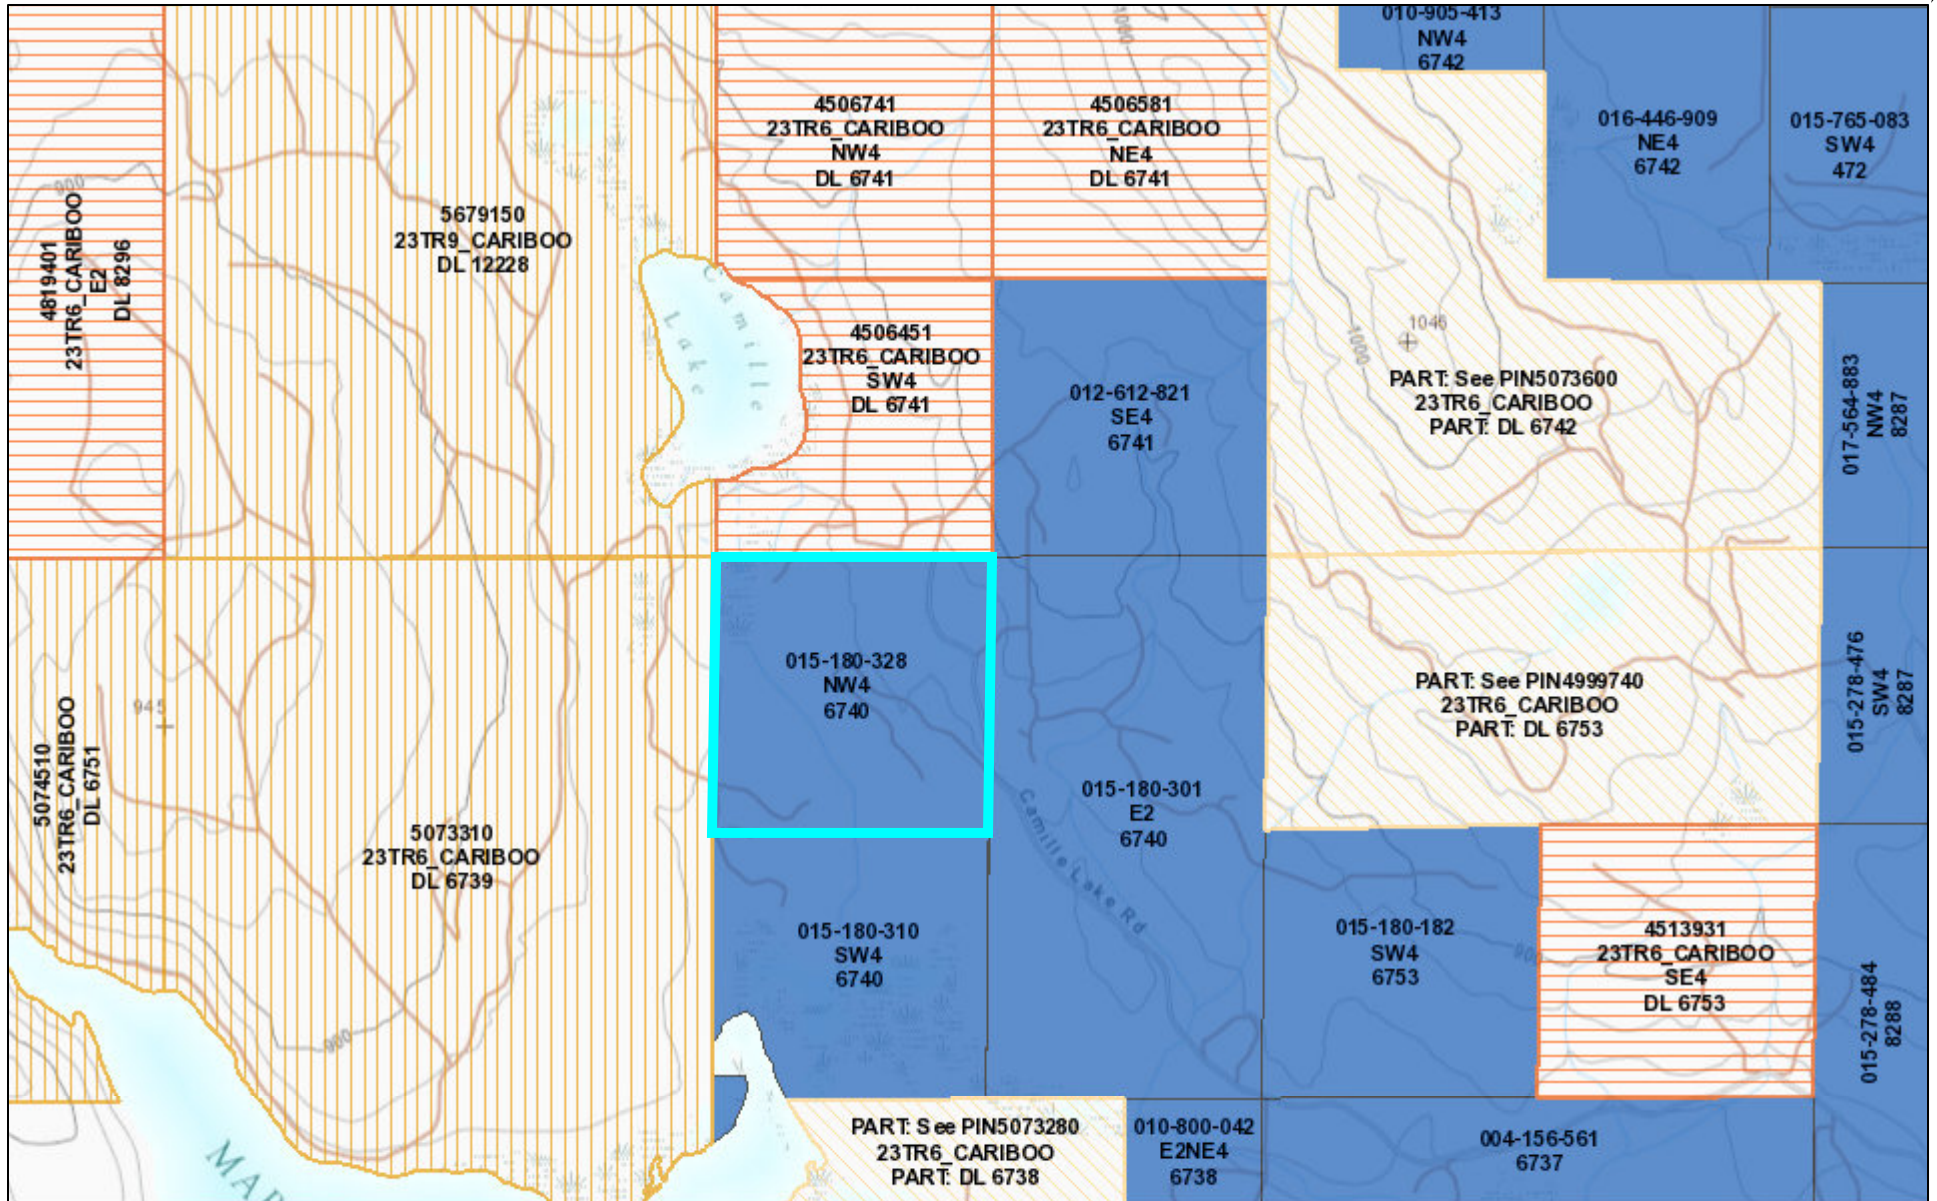 010-905-413
NW4
6742
1000
016-446-909
NE4
6742
015-765-083
SW4
472
4506741
23TR6_CARIBOO
NW4
DL 6741
4506581
23TR6_CARIBOO
NE4
DL 6741
900
4819401
23TR6_CARIBOO
E2
DL 8296
5679150
23TR9_CARIBOO
DL 12228
Camille
Lake
4506451
23TR6_CARIBOO
SW4
DL 6741
012-612-821
SE4
6741
1046
1000
PART: See PIN5073600
23TR6_CARIBOO
PART: DL 6742
017-564-883
NW4
8287
015-180-328
NW4
6740
PART: See PIN4999740
23TR6_CARIBOO
PART: DL 6753
015-278-476
SW4
8287
945
5074510
23TR6_CARIBOO
DL 6751
5073310
23TR6_CARIBOO
DL 6739
015-180-301
E2
6740
Camille Lake Rd
015-180-310
SW4
6740
015-180-182
SW4
6753
900
4513931
23TR6_CARIBOO
SE4
DL 6753
015-278-484
8288
900
PART: See PIN5073280
23TR6_CARIBOO
PART: DL 6738
010-800-042
E2NE4
6738
004-156-561
6737